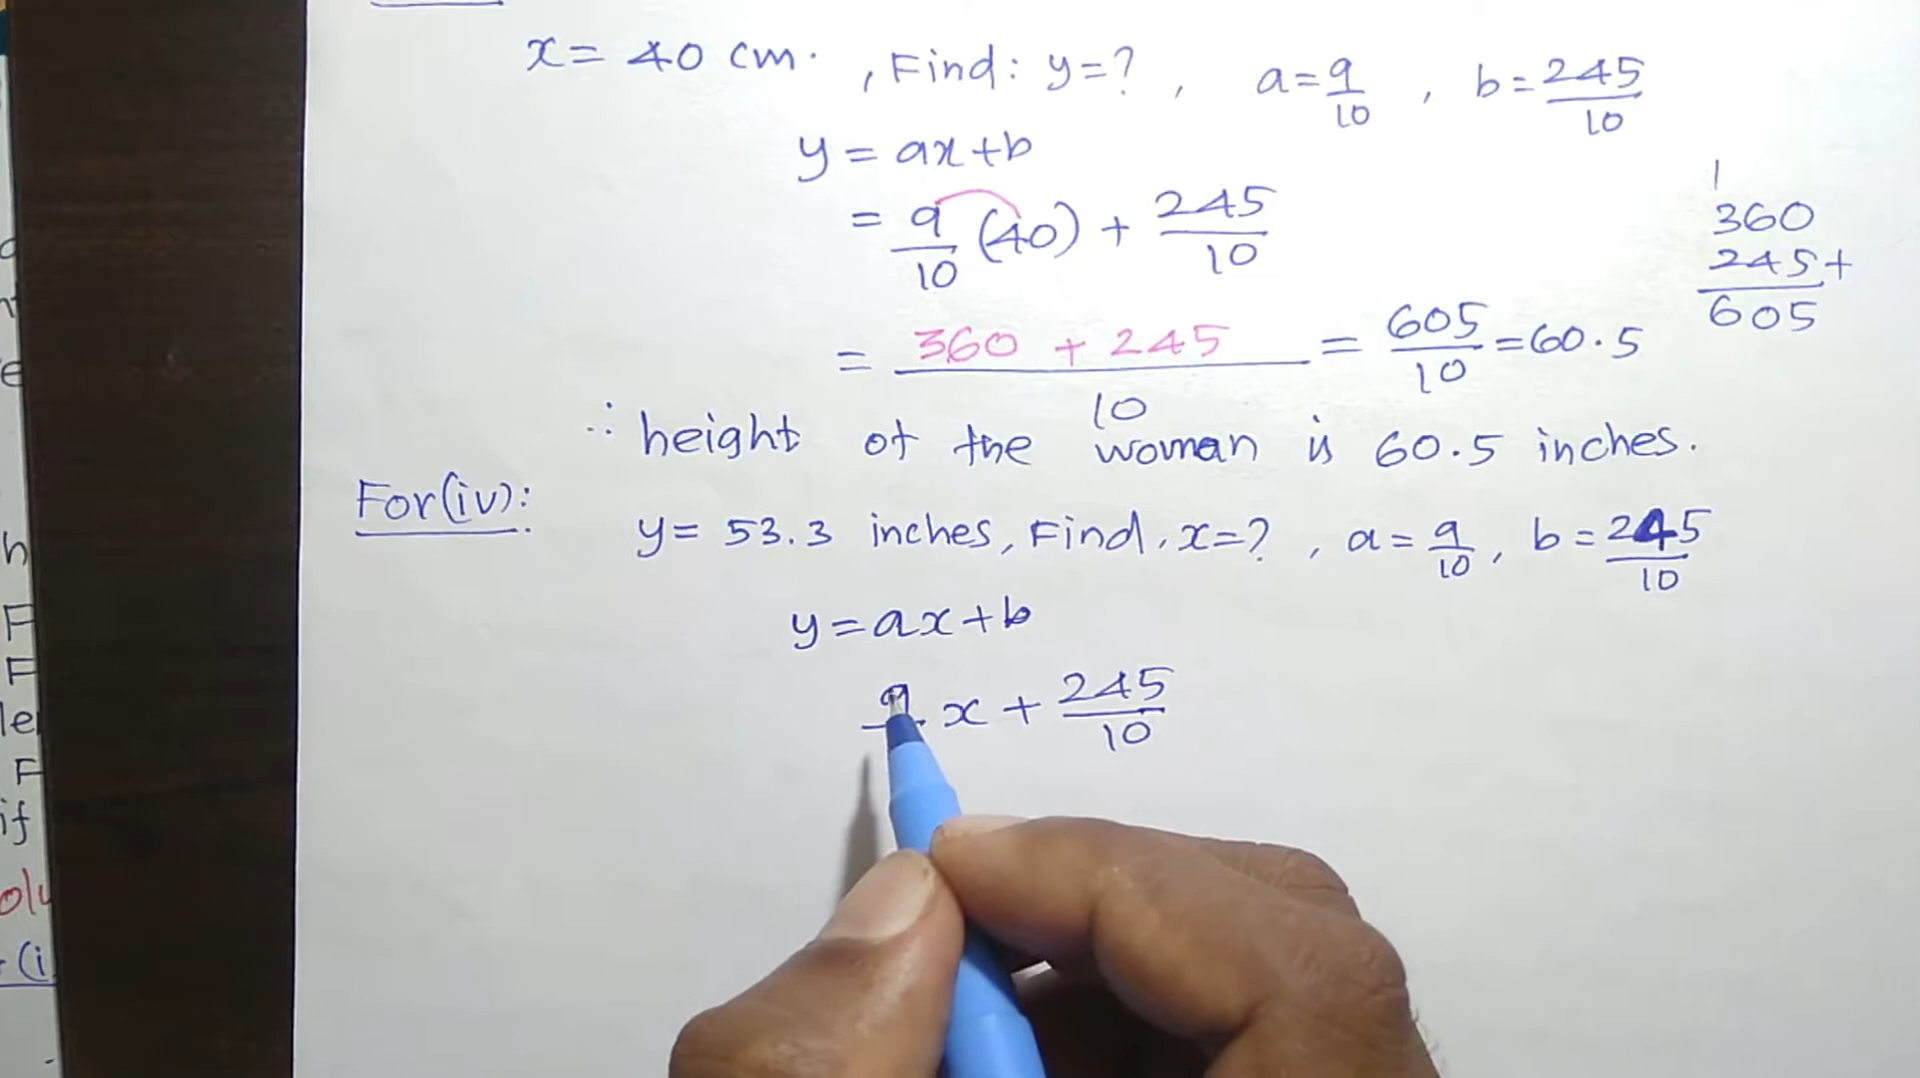 x = 40 cm. , Find: y=? , a = 9/10 , b = 245/10
y = ax+b
= 9/10 (40) + 245/10
= 360 + 245 / 10 = 605/10 = 60.5
1
360
245+
605
∴ height of the woman is 60.5 inches.
For(iv):
y = 53.3 inches, Find, x=? , a = 9/10 , b = 245/10
y = ax+b
9 x + 245/10
h
F
F
F
if
(i